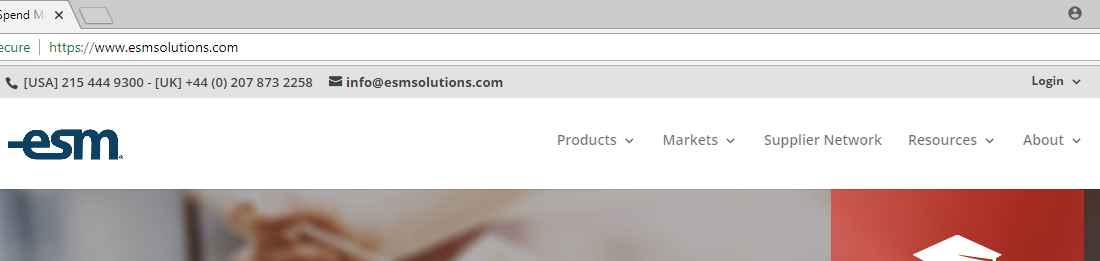 Spend M
ecure https://www.esmsolutions.com
[USA] 215 444 9300 - [UK] +44 (0) 207 873 2258 info@esmsolutions.com Login
esm Products Markets Supplier Network Resources About